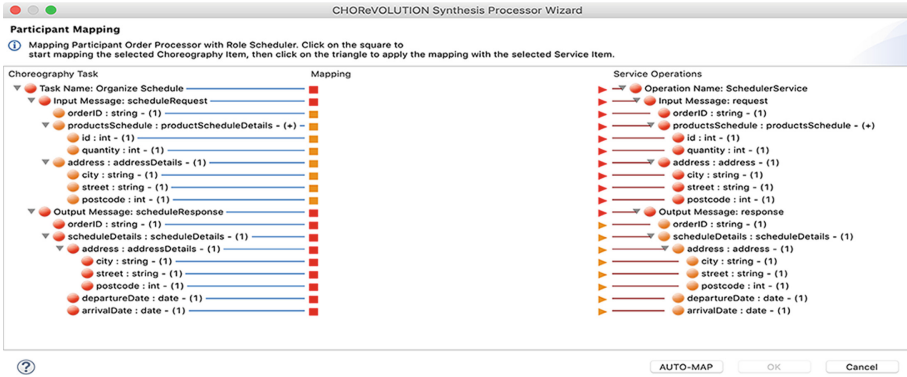 CHOReVOLUTION Synthesis Processor Wizard
Participant Mapping
Mapping Participant Order Processor with Role Scheduler. Click on the square to
start mapping the selected Choreography Item, then click on the triangle to apply the mapping with the selected Service Item.
Choreography Task Mapping Service Operations
Task Name: Organize Schedule Operation Name: SchedulerService
Input Message: scheduleRequest Input Message: request
orderID : string - (1) orderID : string - (1)
productsSchedule : productScheduleDetails - (+) productsSchedule : productsSchedule - (+)
id : int - (1) id : int - (1)
quantity : int - (1) quantity : int - (1)
address : addressDetails - (1) address : address - (1)
city : string - (1) city : string - (1)
street : string - (1) street : string - (1)
postcode : int - (1) postcode : int - (1)
Output Message: scheduleResponse Output Message: response
orderID : string - (1) orderID : string - (1)
scheduleDetails : scheduleDetails - (1) scheduleDetails : scheduleDetails - (1)
address : addressDetails - (1) address : address - (1)
city : string - (1) city : string - (1)
street : string - (1) street : string - (1)
postcode : int - (1) postcode : int - (1)
departureDate : date - (1) departureDate : date - (1)
arrivalDate : date - (1) arrivalDate : date - (1)
? AUTO-MAP OK Cancel